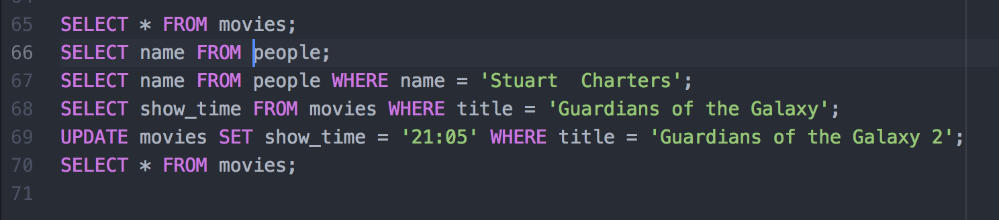 65 SELECT * FROM movies;
66 SELECT name FROM people;
67 SELECT name FROM people WHERE name = 'Stuart  Charters';
68 SELECT show_time FROM movies WHERE title = 'Guardians of the Galaxy';
69 UPDATE movies SET show_time = '21:05' WHERE title = 'Guardians of the Galaxy 2';
70 SELECT * FROM movies;
71